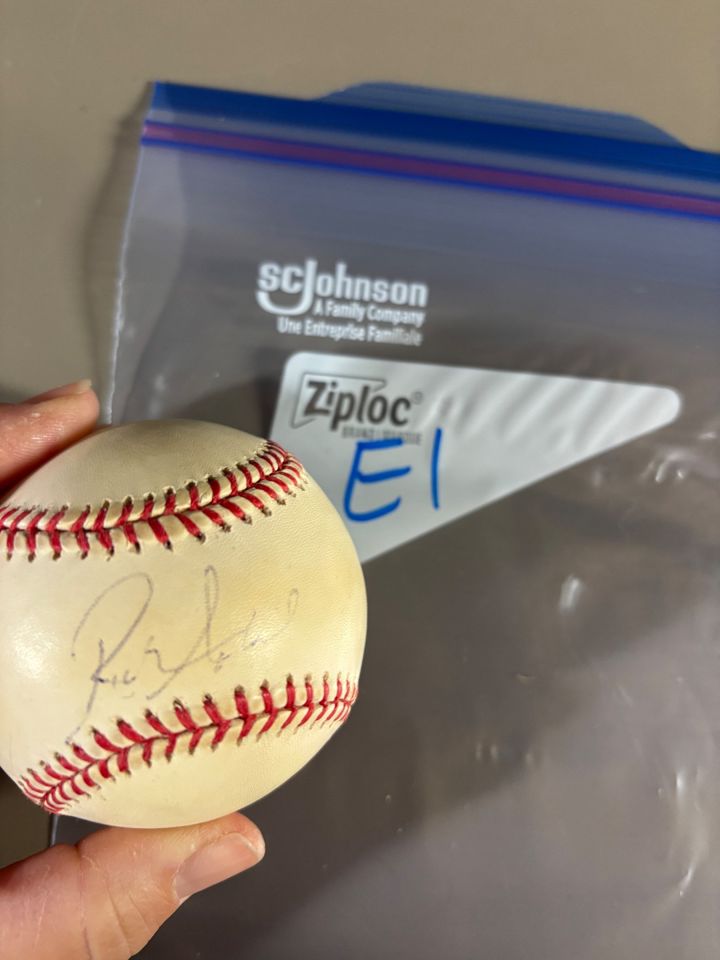 scJohnson
A Family Company
Une Entreprise Familiale
Ziploc®
E1